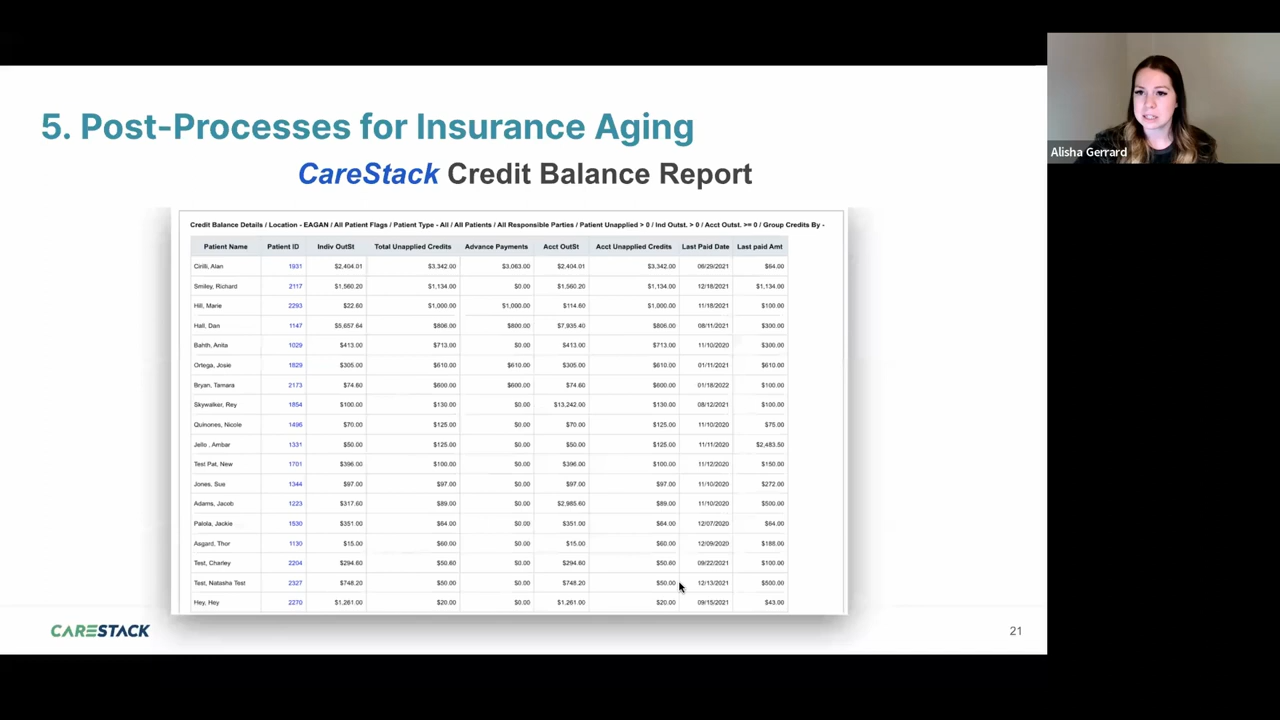 5. Post-Processes for Insurance Aging
CareStack Credit Balance Report
Credit Balance Details / Location - EAGAN / All Patient Flags / Patient Type - All / All Patients / All Responsible Parties / Patient Unapplied > 0 / Ind Outst. > 0 / Acct Outst. >= 0 / Group Credits By -
Patient Name Patient ID Indiv OutSt Total Unapplied Credits Advance Payments Acct OutSt Acct Unapplied Credits Last Paid Date Last paid Amt
Cirilli, Alan 1931 $2,404.01 $3,342.00 $3,063.00 $2,404.01 $3,342.00 06/29/2021 $64.00
Smiley, Richard 2117 $1,560.20 $1,134.00 $0.00 $1,560.20 $1,134.00 12/18/2021 $1,134.00
Hill, Marie 2293 $22.60 $1,000.00 $1,000.00 $114.60 $1,000.00 11/18/2021 $100.00
Hall, Dan 1147 $5,657.64 $806.00 $800.00 $7,935.40 $806.00 08/11/2021 $300.00
Bahth, Anita 1029 $413.00 $713.00 $0.00 $413.00 $713.00 11/10/2020 $300.00
Ortega, Josie 1829 $305.00 $610.00 $610.00 $305.00 $610.00 01/11/2021 $610.00
Bryan, Tamara 2173 $74.60 $600.00 $600.00 $74.60 $600.00 01/18/2022 $100.00
Skywalker, Rey 1854 $100.00 $130.00 $0.00 $13,242.00 $130.00 08/12/2021 $100.00
Quinones, Nicole 1496 $70.00 $125.00 $0.00 $70.00 $125.00 11/10/2020 $75.00
Jello , Ambar 1331 $50.00 $125.00 $0.00 $50.00 $125.00 11/11/2020 $2,483.50
Test Pat, New 1701 $396.00 $100.00 $0.00 $396.00 $100.00 11/12/2020 $150.00
Jones, Sue 1344 $97.00 $97.00 $0.00 $97.00 $97.00 11/10/2020 $272.00
Adams, Jacob 1223 $317.60 $89.00 $0.00 $2,985.60 $89.00 11/10/2020 $500.00
Palola, Jackie 1530 $351.00 $64.00 $0.00 $351.00 $64.00 12/07/2020 $64.00
Asgard, Thor 1130 $15.00 $60.00 $0.00 $15.00 $60.00 12/09/2020 $188.00
Test, Charley 2204 $294.60 $50.60 $0.00 $294.60 $50.60 09/22/2021 $100.00
Test, Natasha Test 2327 $748.20 $50.00 $0.00 $748.20 $50.00 12/13/2021 $500.00
Hey, Hey 2270 $1,261.00 $20.00 $0.00 $1,261.00 $20.00 09/15/2021 $43.00
CARESTACK
21
Alisha Gerrard